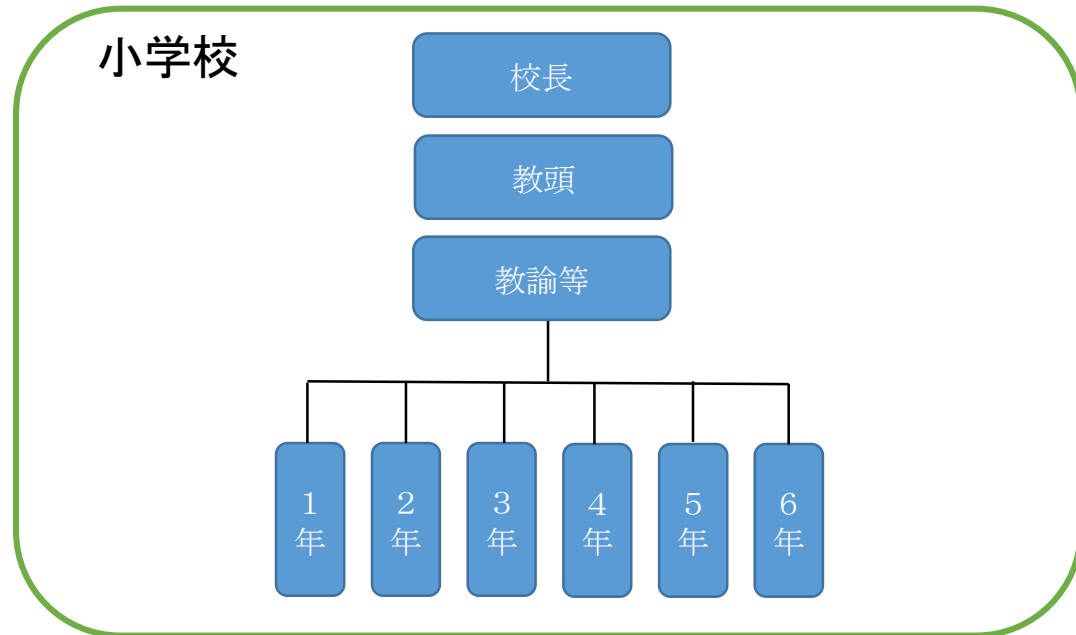 小学校
校長
教頭
教諭等
１年
２年
３年
４年
５年
６年